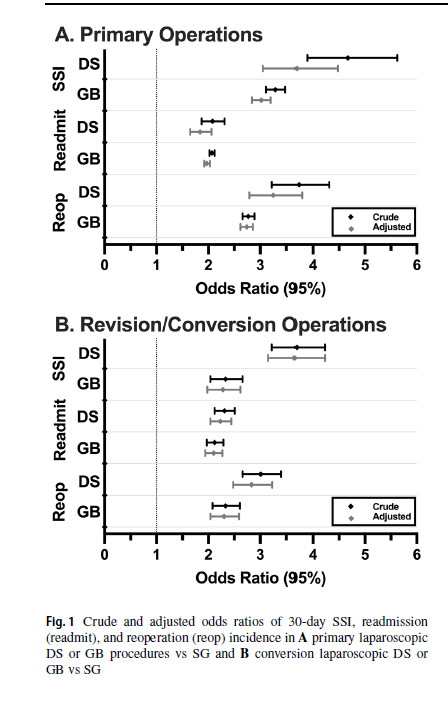 A. Primary Operations
SSI
DS
GB
Readmit
DS
GB
Reop
DS
GB
Crude
Adjusted
0 1 2 3 4 5 6
Odds Ratio (95%)
B. Revision/Conversion Operations
SSI
DS
GB
Readmit
DS
GB
Reop
DS
GB
Crude
Adjusted
0 1 2 3 4 5 6
Odds Ratio (95%)
Fig. 1 Crude and adjusted odds ratios of 30-day SSI, readmission
(readmit), and reoperation (reop) incidence in A primary laparoscopic
DS or GB procedures vs SG and B conversion laparoscopic DS or
GB vs SG